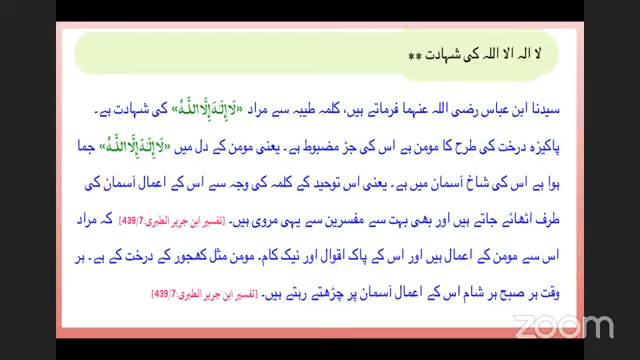 لا الہ الا اللہ کی شہادت **
سیدنا ابن عباس رضی اللہ عنہما فرماتے ہیں، کلمہ طیبہ سے مراد «لَا إِلَـٰهَ إِلَّا اللَّـهُ» کی شہادت ہے۔
پاکیزہ درخت کی طرح کا مومن ہے اس کی جڑ مضبوط ہے۔ یعنی مومن کے دل میں «لَا إِلَـٰهَ إِلَّا اللَّـهُ» جما
ہوا ہے اس کی شاخ آسمان میں ہے۔ یعنی اس توحید کے کلمہ کی وجہ سے اس کے اعمال آسمان کی
طرف اٹھائے جاتے ہیں اور بھی بہت سے مفسرین سے یہی مروی ہیں۔ [تفسیر ابن جریر الطبری:439/7] کہ مراد
اس سے مومن کے اعمال ہیں اور اس کے پاک اقوال اور نیک کام۔ مومن مثل کھجور کے درخت کے ہے۔ ہر
وقت ہر صبح ہر شام اس کے اعمال آسمان پر چڑھتے رہتے ہیں۔ [تفسیر ابن جریر الطبری:439/7]
zoom